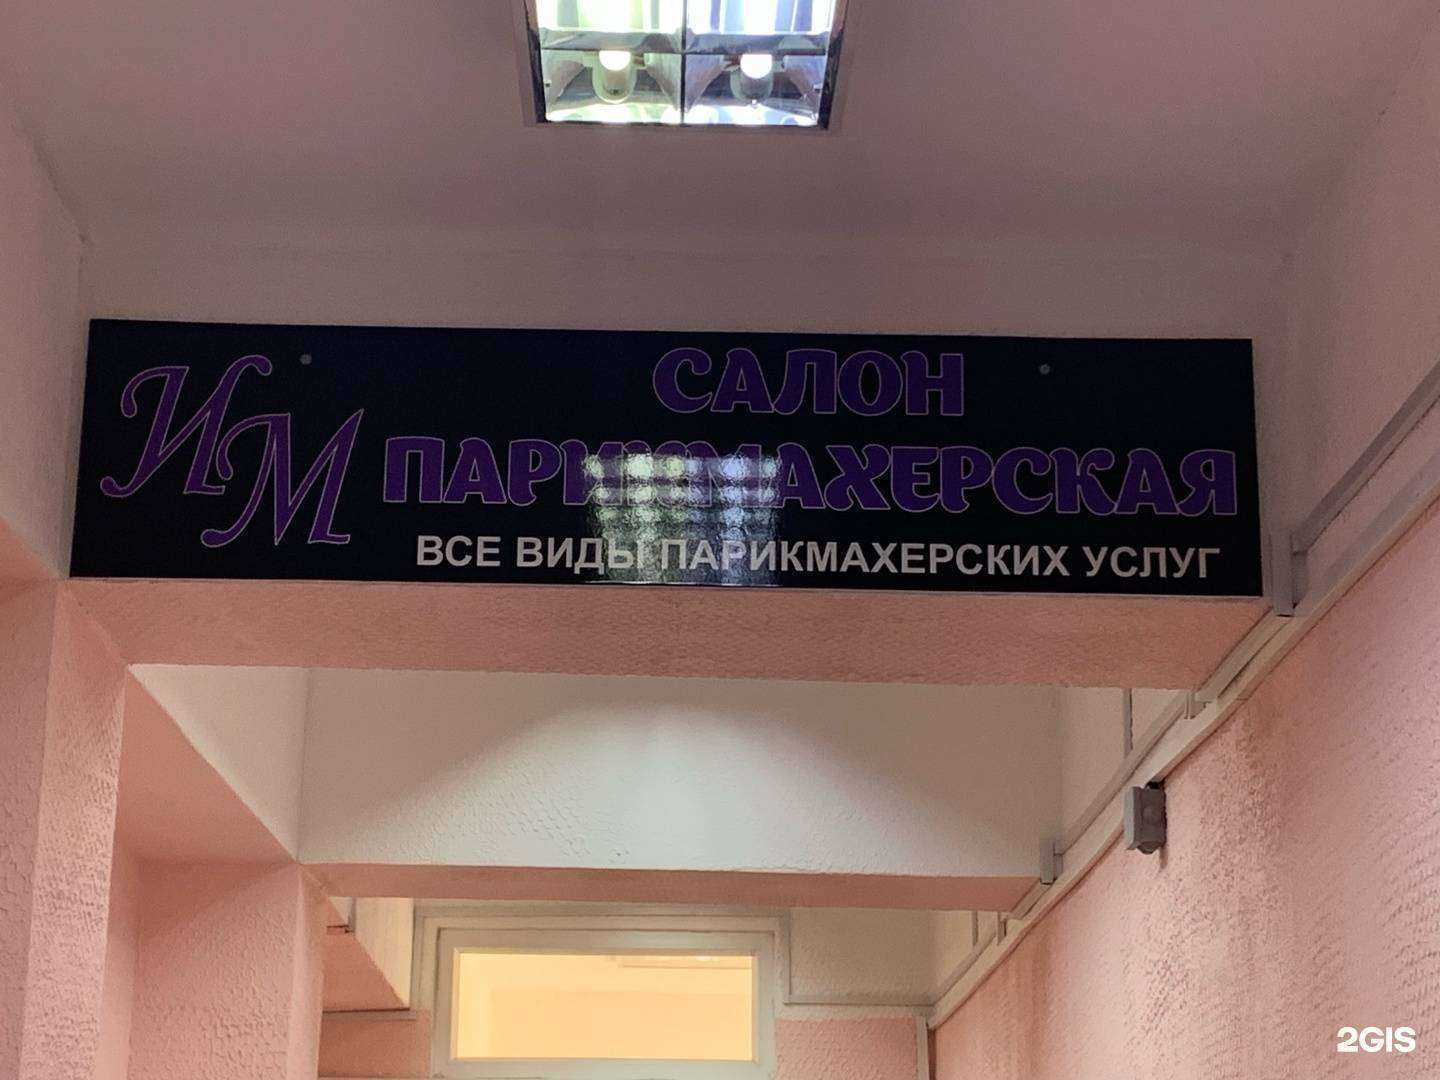 ИМ
САЛОН
ПАРИКМАХЕРСКАЯ
ВСЕ ВИДЫ ПАРИКМАХЕРСКИХ УСЛУГ
2GIS